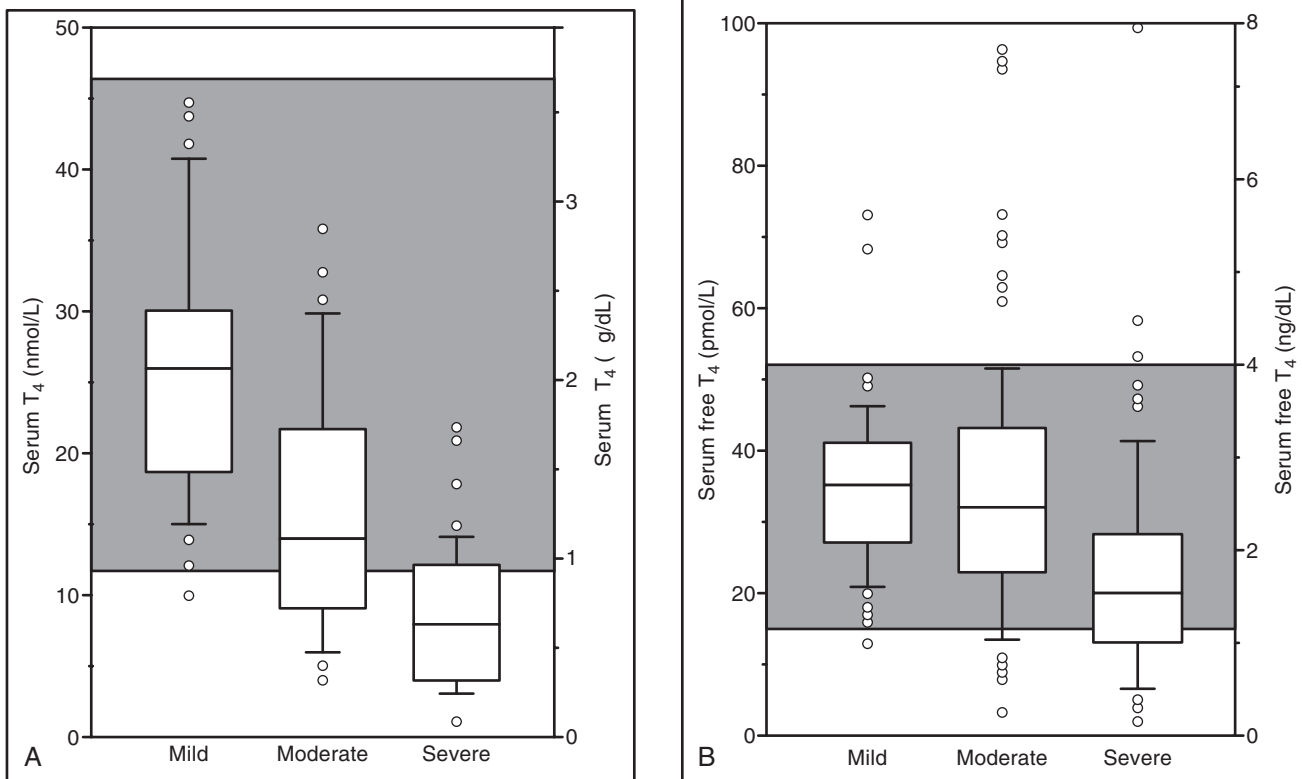 50
40
30
20
10
0
Serum T4 (nmol/L)
3
2
1
0
Serum T4 ( g/dL)
Mild Moderate Severe
A
100
80
60
40
20
0
Serum free T4 (pmol/L)
8
6
4
2
0
Serum free T4 (ng/dL)
Mild Moderate Severe
B